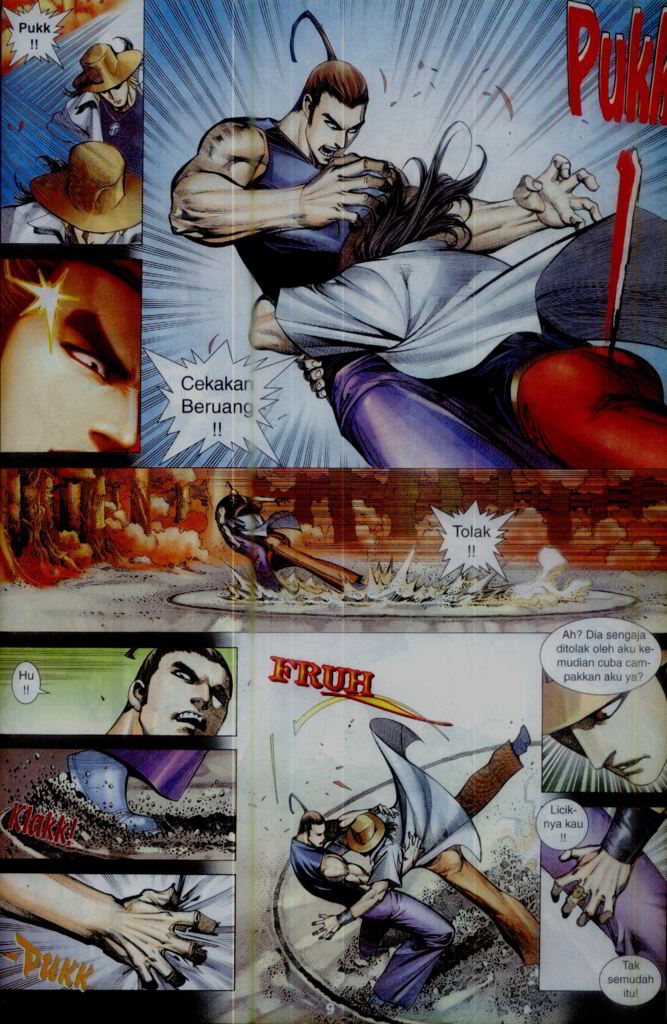 Pukk
!!
PUKK
!
Cekakan
Beruang
!!
Tolak
!!
Hu
!!
Klakk!
PUKK
FRUH
Ah? Dia sengaja
ditolak oleh aku ke-
mudian cuba cam-
pakkan aku ya?
Licik-
nya kau
!!
Tak
semudah
itu!
9